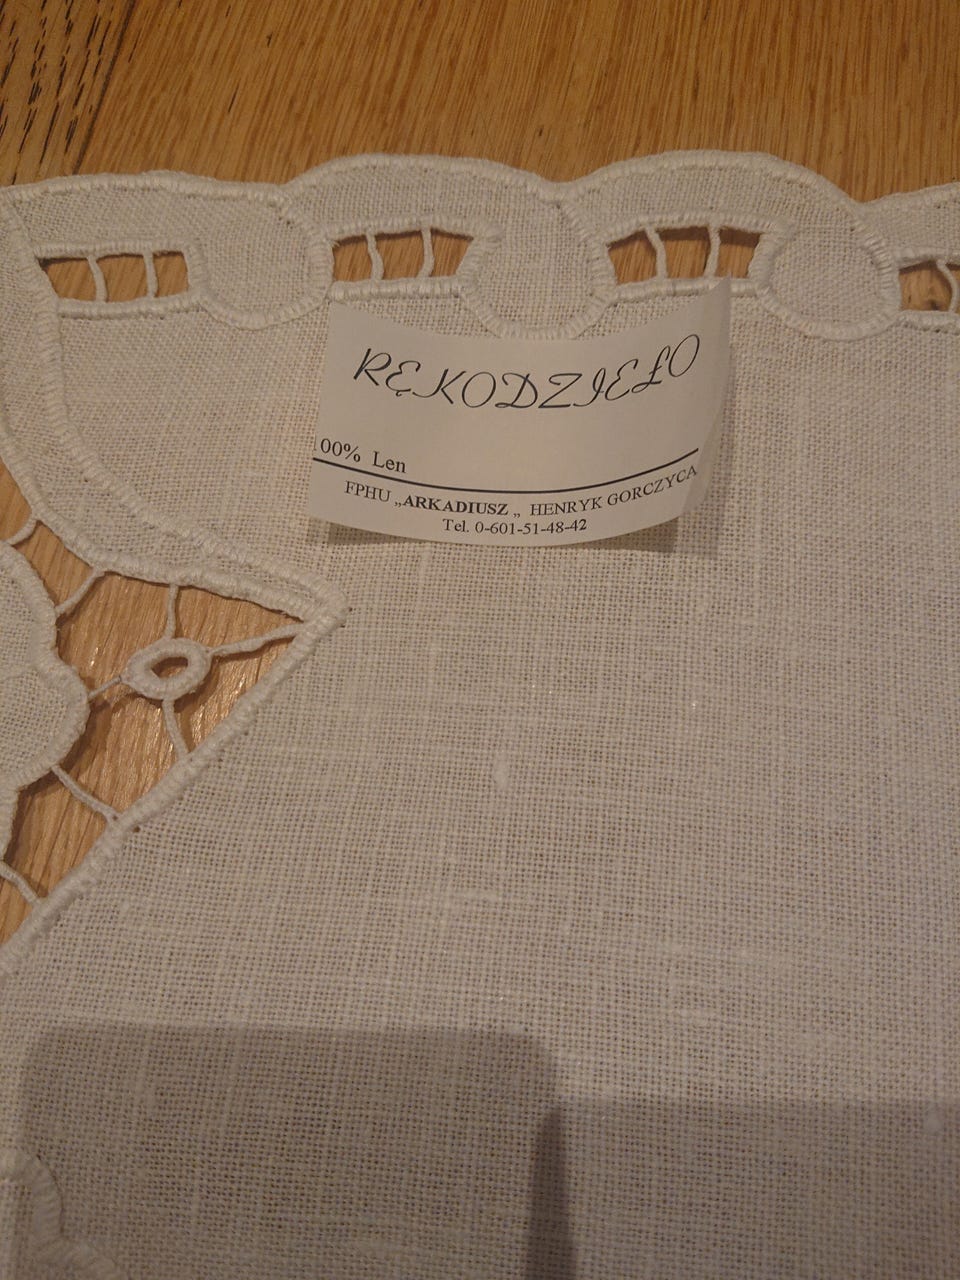 RĘKODZIEŁO
100% Len
FPHU „ARKADIUSZ „ HENRYK GORCZYCA
Tel. 0-601-51-48-42